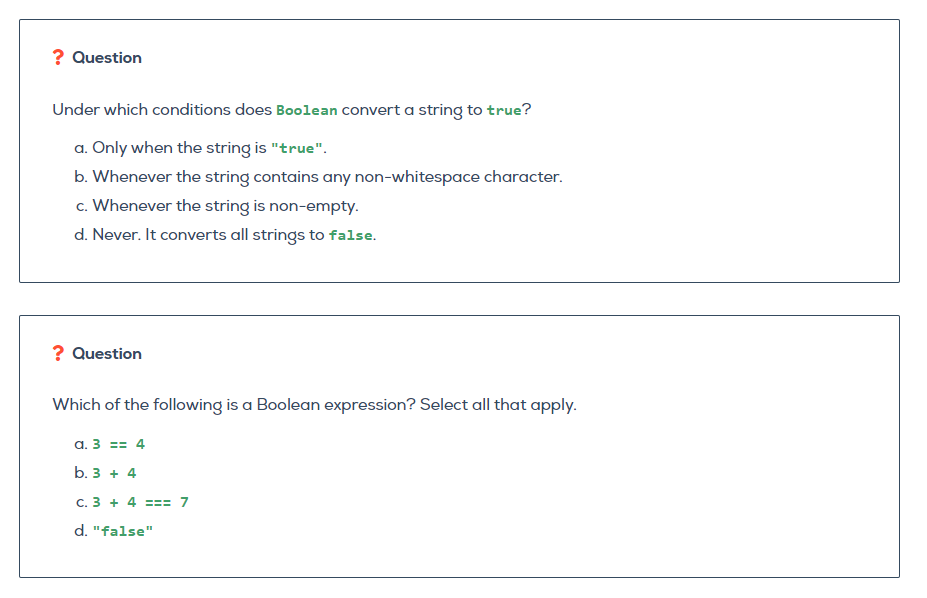 ? Question
Under which conditions does Boolean convert a string to true?
a. Only when the string is "true".
b. Whenever the string contains any non-whitespace character.
c. Whenever the string is non-empty.
d. Never. It converts all strings to false.
? Question
Which of the following is a Boolean expression? Select all that apply.
a. 3 == 4
b. 3 + 4
c. 3 + 4 === 7
d. "false"